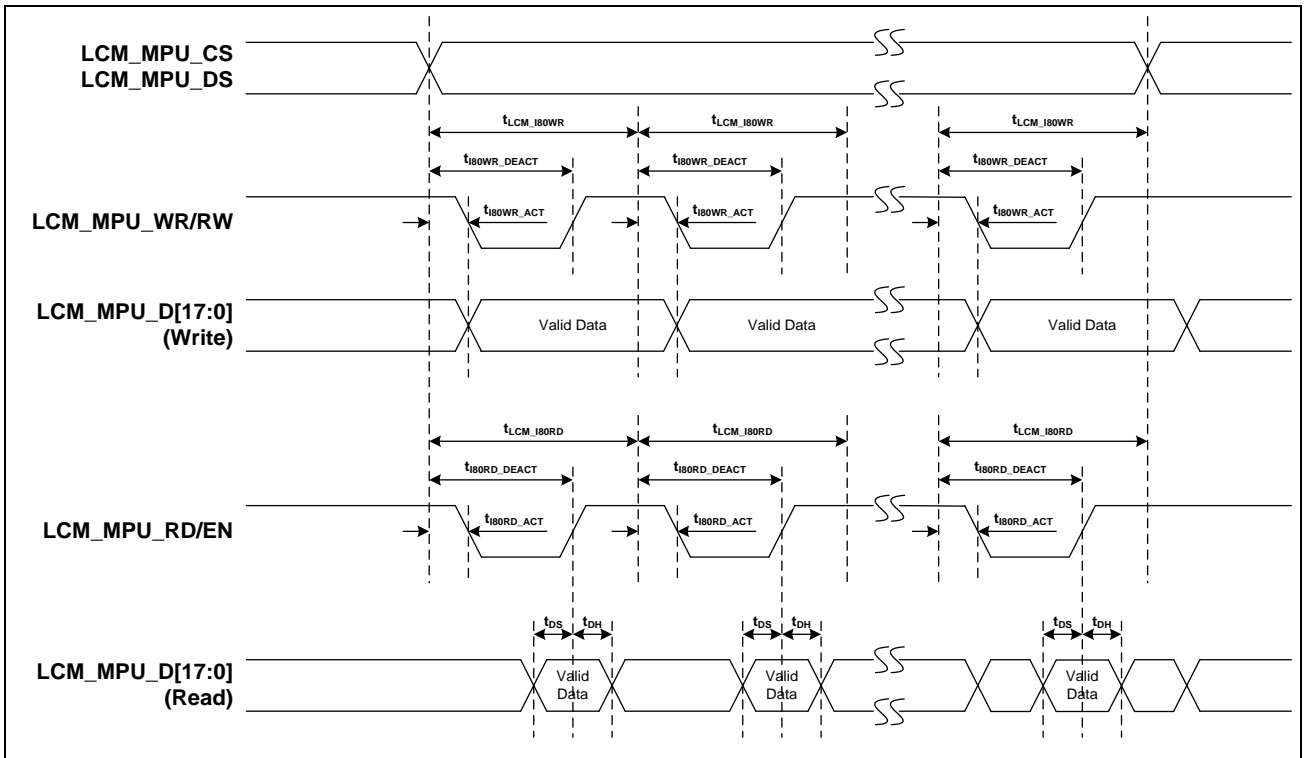 LCM_MPU_CS
LCM_MPU_DS
tLCM_I80WR tLCM_I80WR tLCM_I80WR
tI80WR_DEACT tI80WR_DEACT tI80WR_DEACT
tI80WR_ACT tI80WR_ACT tI80WR_ACT
LCM_MPU_WR/RW
LCM_MPU_D[17:0]
(Write)
Valid Data Valid Data Valid Data
tLCM_I80RD tLCM_I80RD tLCM_I80RD
tI80RD_DEACT tI80RD_DEACT tI80RD_DEACT
tI80RD_ACT tI80RD_ACT tI80RD_ACT
LCM_MPU_RD/EN
tDS tDH tDS tDH tDS tDH
LCM_MPU_D[17:0]
(Read)
Valid Valid Valid
Data Data Data